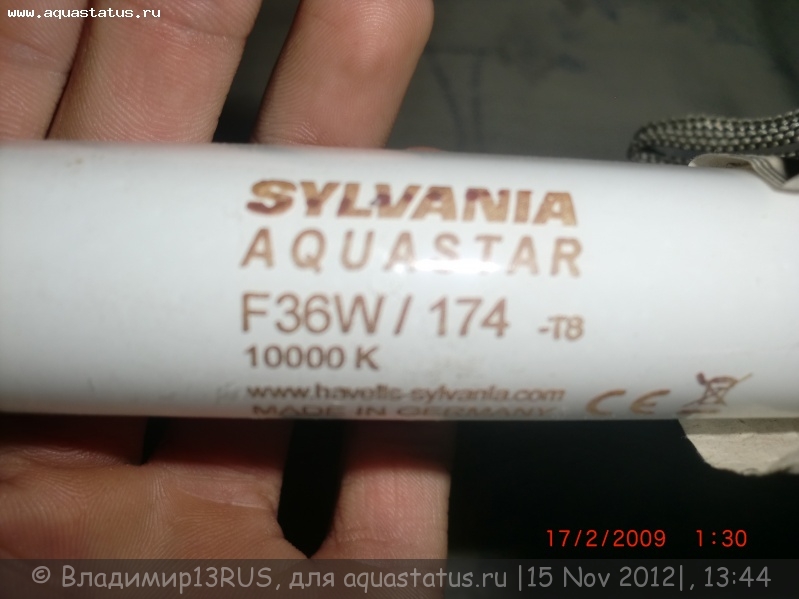 www.aquastatus.ru
SYLVANIA
AQUASTAR
F36W / 174 -T8
10000 K
www.havells-sylvania.com
MADE IN GERMANY CE
17/2/2009 1:30
© Владимир13RUS, для aquastatus.ru |15 Nov 2012|, 13:44